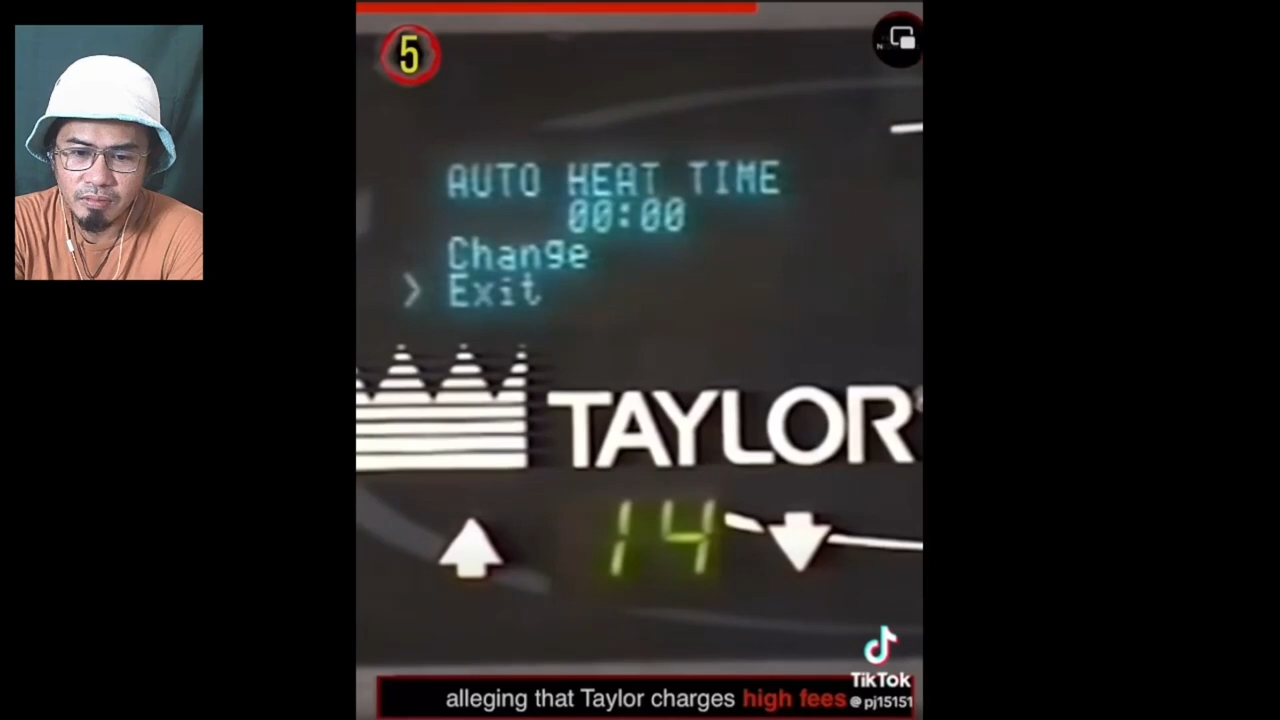 5
AUTO HEAT TIME
00:00
Change
> Exit
TAYLOR
14
TikTok
alleging that Taylor charges high fees
@pj15151